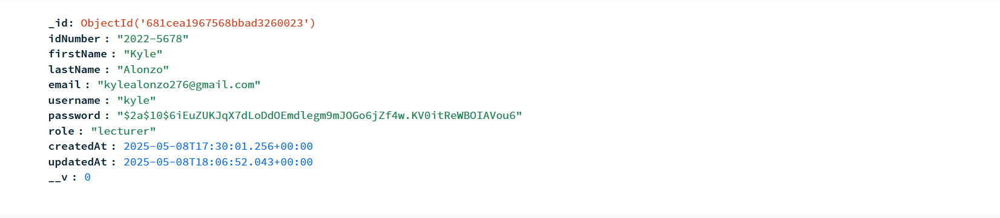 _id: ObjectId('681cea1967568bbad3260023')
idNumber : "2022-5678"
firstName : "Kyle"
lastName : "Alonzo"
email : "kylealonzo276@gmail.com"
username : "kyle"
password : "$2a$10$6iEuZUKJqX7dLoDdOEmdlegm9mJOGo6jZf4w.KV0itReWBOIAVou6"
role : "lecturer"
createdAt : 2025-05-08T17:30:01.256+00:00
updatedAt : 2025-05-08T18:06:52.043+00:00
__v : 0